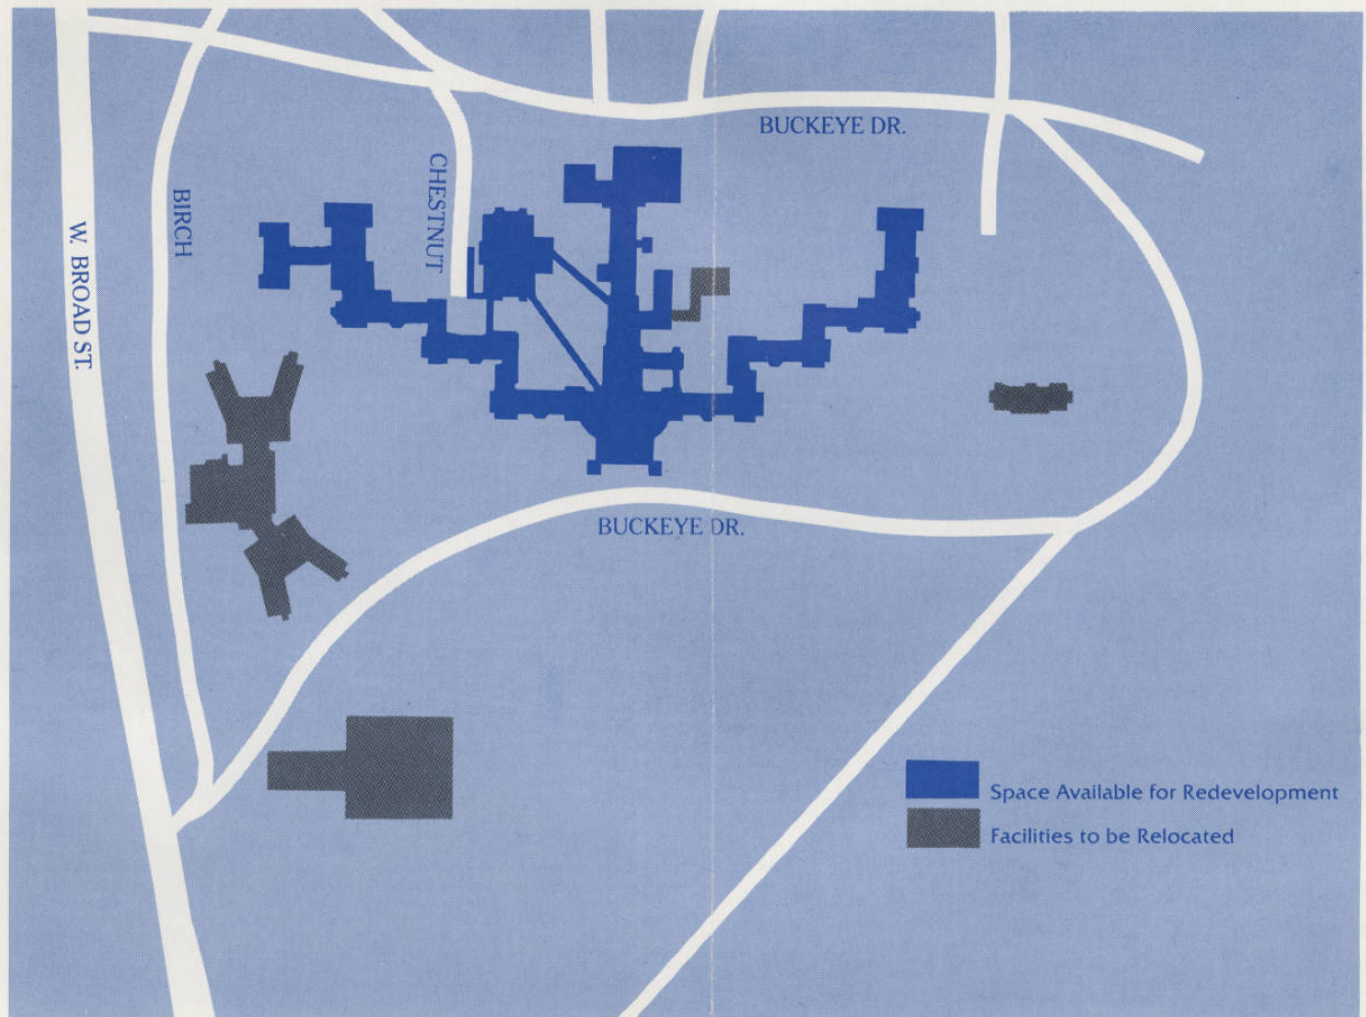 BUCKEYE DR.
CHESTNUT
BIRCH
W. BROAD ST.
BUCKEYE DR.
Space Available for Redevelopment
Facilities to be Relocated